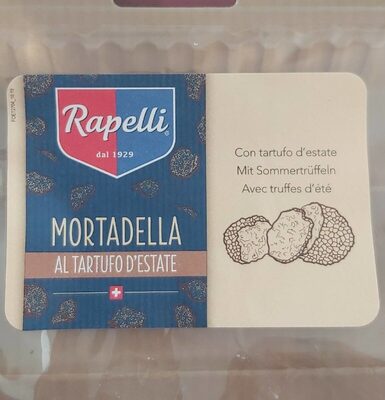 Rapelli
dal 1929
MORTADELLA
AL TARTUFO D'ESTATE
Con tartufo d'estate
Mit Sommertrüffeln
Avec truffes d'été